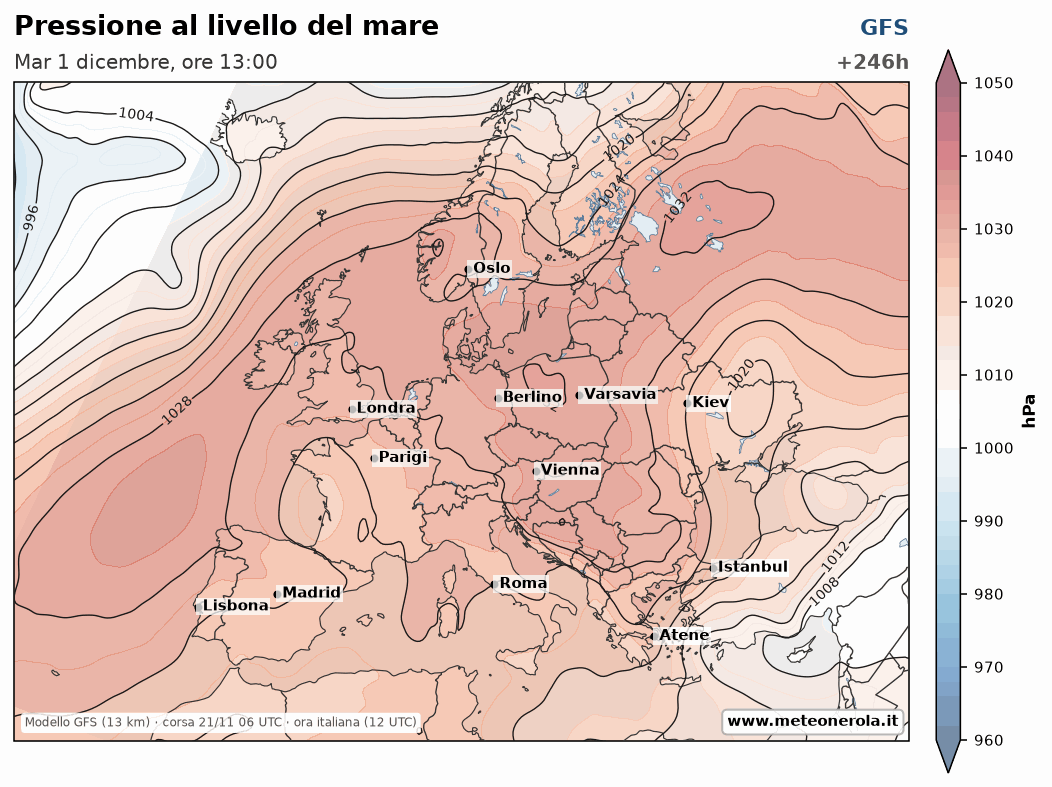 Pressione al livello del mare
GFS
Mar 1 dicembre, ore 13:00
+246h
1004
996
1020
1024
1032
1028
1020
1012
1008
Oslo
Berlino
Varsavia
Kiev
Londra
Parigi
Vienna
Istanbul
Roma
Madrid
Lisbona
Atene
Modello GFS (13 km) · corsa 21/11 06 UTC · ora italiana (12 UTC)
www.meteonerola.it
1050
1040
1030
1020
1010
1000
990
980
970
960
hPa